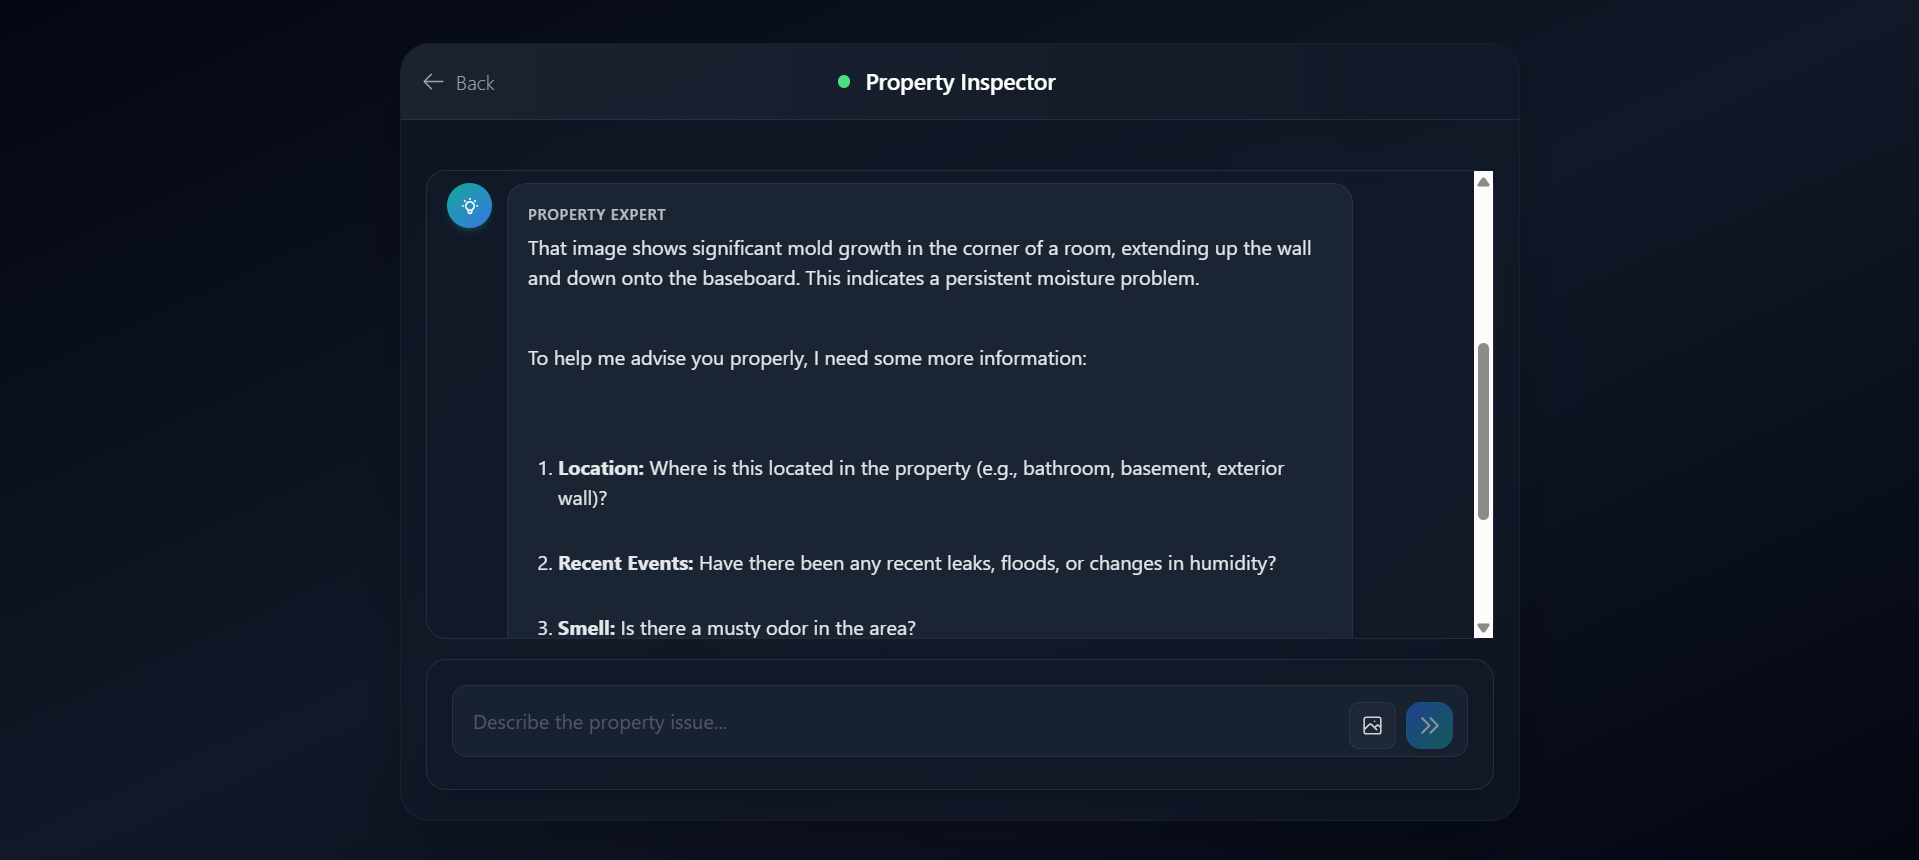 Back
Property Inspector
PROPERTY EXPERT
That image shows significant mold growth in the corner of a room, extending up the wall
and down onto the baseboard. This indicates a persistent moisture problem.
To help me advise you properly, I need some more information:
1. Location: Where is this located in the property (e.g., bathroom, basement, exterior
wall)?
2. Recent Events: Have there been any recent leaks, floods, or changes in humidity?
3. Smell: Is there a musty odor in the area?
Describe the property issue...